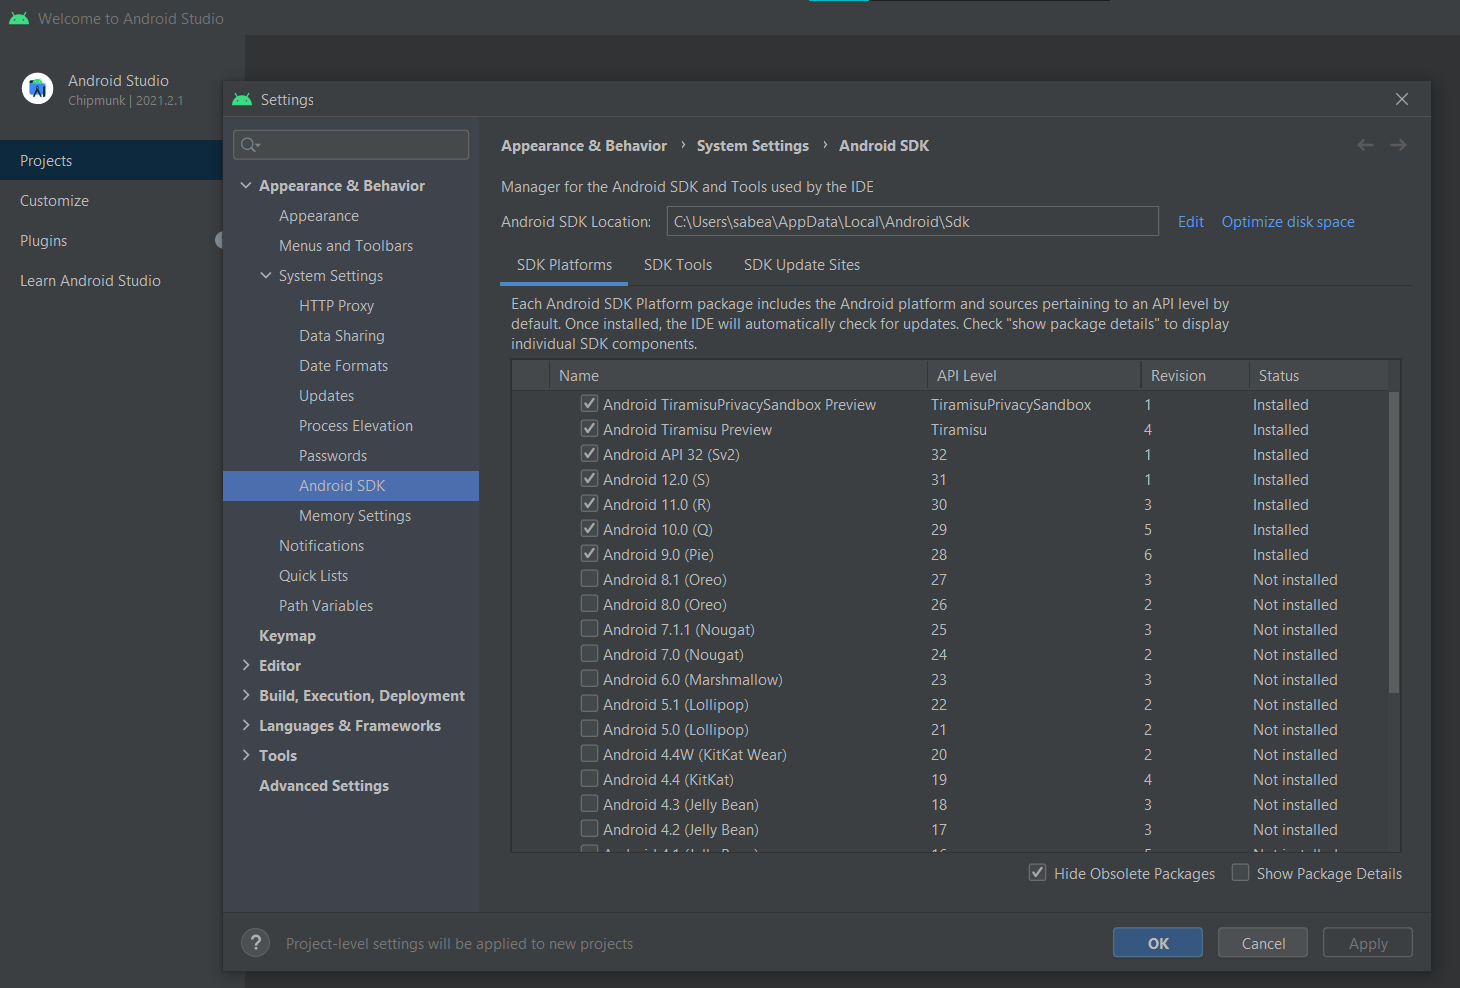 Welcome to Android Studio
Android Studio
Chipmunk | 2021.2.1
Projects
Customize
Plugins
Learn Android Studio
Settings
Appearance & Behavior
Appearance
Menus and Toolbars
System Settings
HTTP Proxy
Data Sharing
Date Formats
Updates
Process Elevation
Passwords
Android SDK
Memory Settings
Notifications
Quick Lists
Path Variables
Keymap
Editor
Build, Execution, Deployment
Languages & Frameworks
Tools
Advanced Settings
Appearance & Behavior › System Settings › Android SDK
Manager for the Android SDK and Tools used by the IDE
Android SDK Location: C:\Users\sabea\AppData\Local\Android\Sdk Edit Optimize disk space
SDK Platforms SDK Tools SDK Update Sites
Each Android SDK Platform package includes the Android platform and sources pertaining to an API level by
default. Once installed, the IDE will automatically check for updates. Check "show package details" to display
individual SDK components.
Name API Level Revision Status
Android TiramisuPrivacySandbox Preview TiramisuPrivacySandbox 1 Installed
Android Tiramisu Preview Tiramisu 4 Installed
Android API 32 (Sv2) 32 1 Installed
Android 12.0 (S) 31 1 Installed
Android 11.0 (R) 30 3 Installed
Android 10.0 (Q) 29 5 Installed
Android 9.0 (Pie) 28 6 Installed
Android 8.1 (Oreo) 27 3 Not installed
Android 8.0 (Oreo) 26 2 Not installed
Android 7.1.1 (Nougat) 25 3 Not installed
Android 7.0 (Nougat) 24 2 Not installed
Android 6.0 (Marshmallow) 23 3 Not installed
Android 5.1 (Lollipop) 22 2 Not installed
Android 5.0 (Lollipop) 21 2 Not installed
Android 4.4W (KitKat Wear) 20 2 Not installed
Android 4.4 (KitKat) 19 4 Not installed
Android 4.3 (Jelly Bean) 18 3 Not installed
Android 4.2 (Jelly Bean) 17 3 Not installed
Hide Obsolete Packages Show Package Details
? Project-level settings will be applied to new projects
OK Cancel Apply